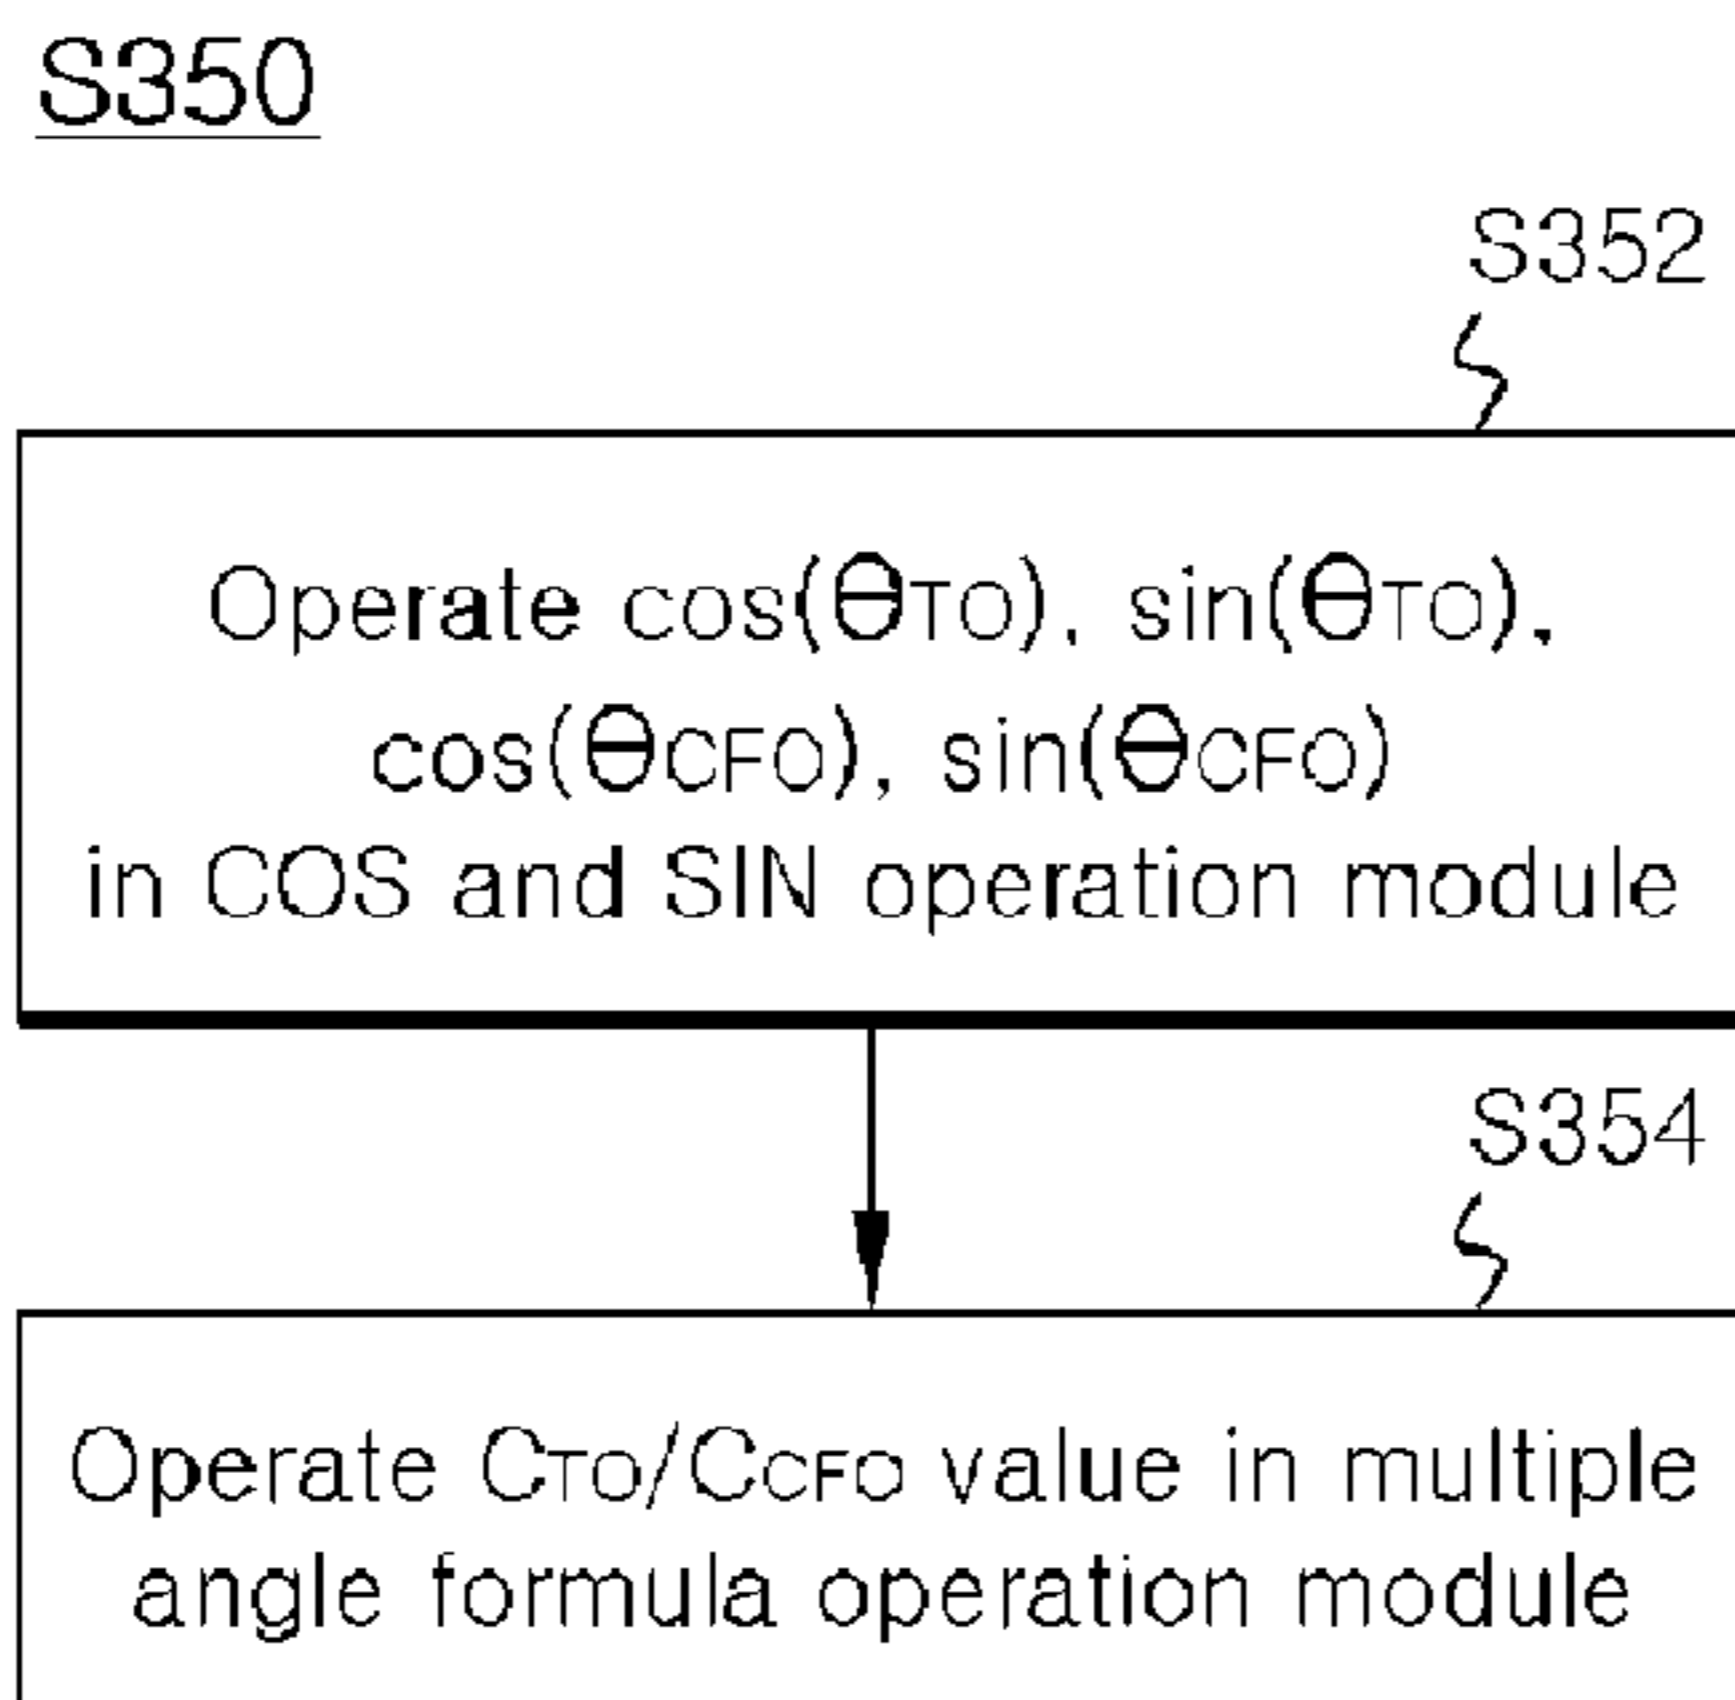 S350
S352
Operate cos(θTO), sin(θTO),
cos(θCFO), sin(θCFO)
in COS and SIN operation module
S354
Operate CTO/CCFO value in multiple
angle formula operation module